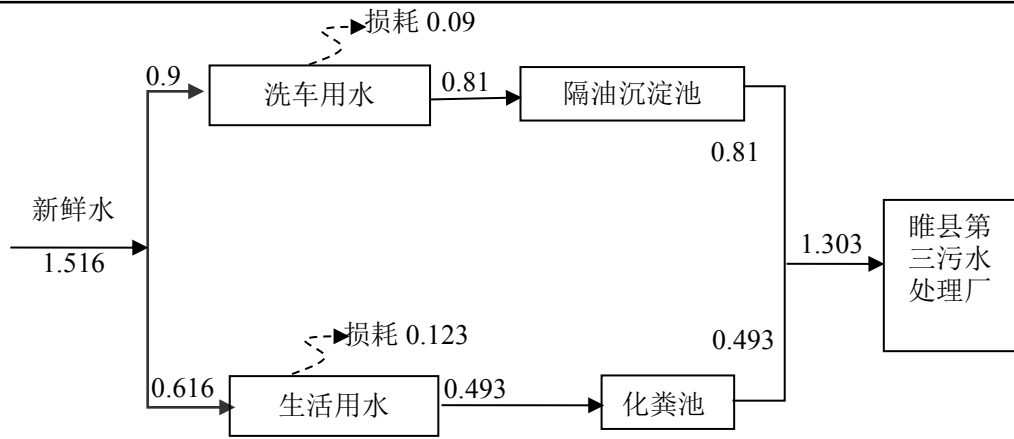 损耗 0.09
0.9
洗车用水
0.81
隔油沉淀池
0.81
新鲜水
1.516
1.303
睢县第
三污水
处理厂
损耗 0.123
0.493
0.616
生活用水
0.493
化粪池